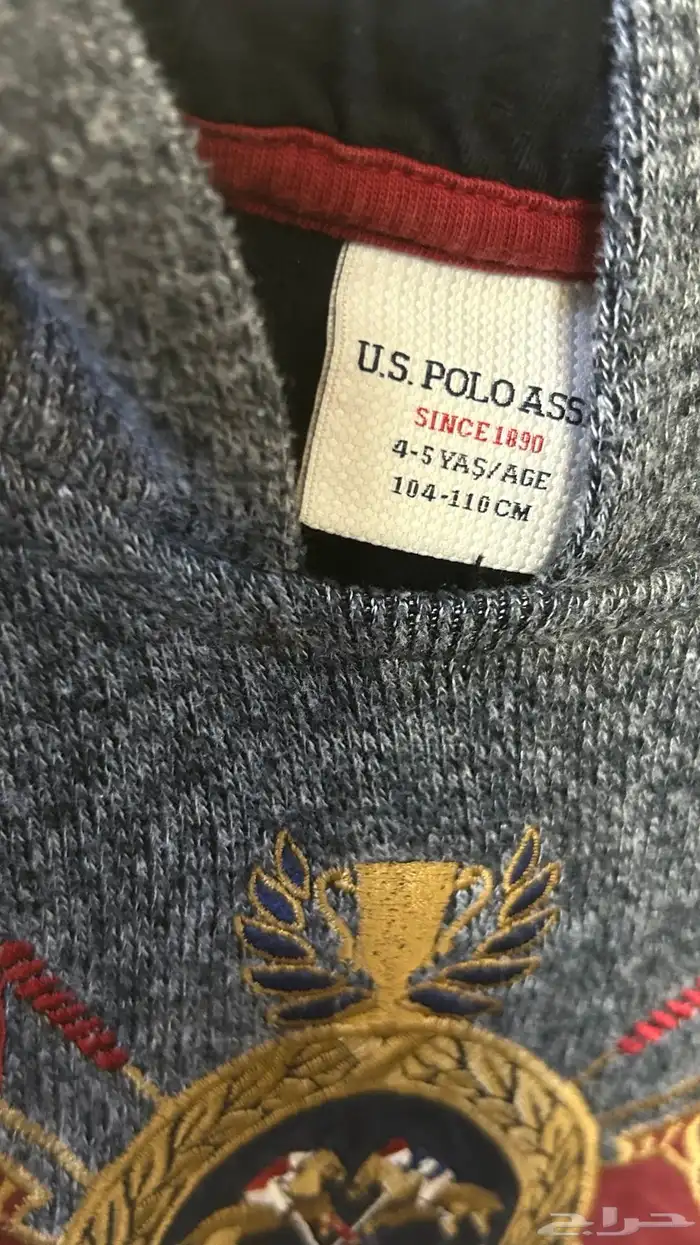 U.S. POLO ASS
SINCE 1890
4-5 YAŞ/AGE
104-110 CM
حراج